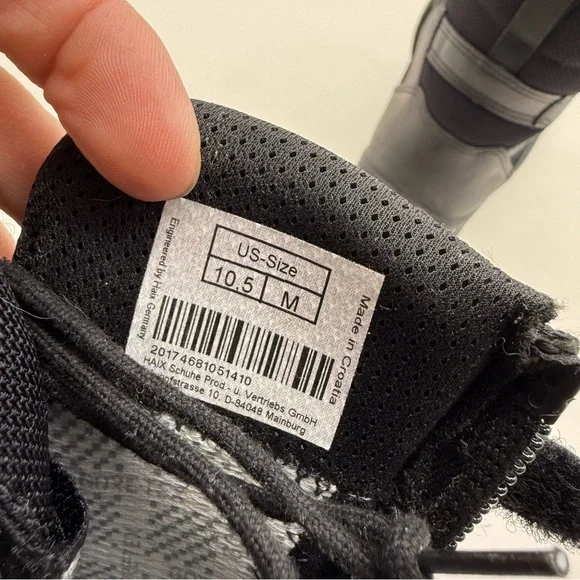 US-Size
10.5 M
Engineered by Haix Germany
Made in Croatia
20174681051410
HAIX Schuhe Prod.- u. Vertriebs GmbH
10, D-84048 Mainburg